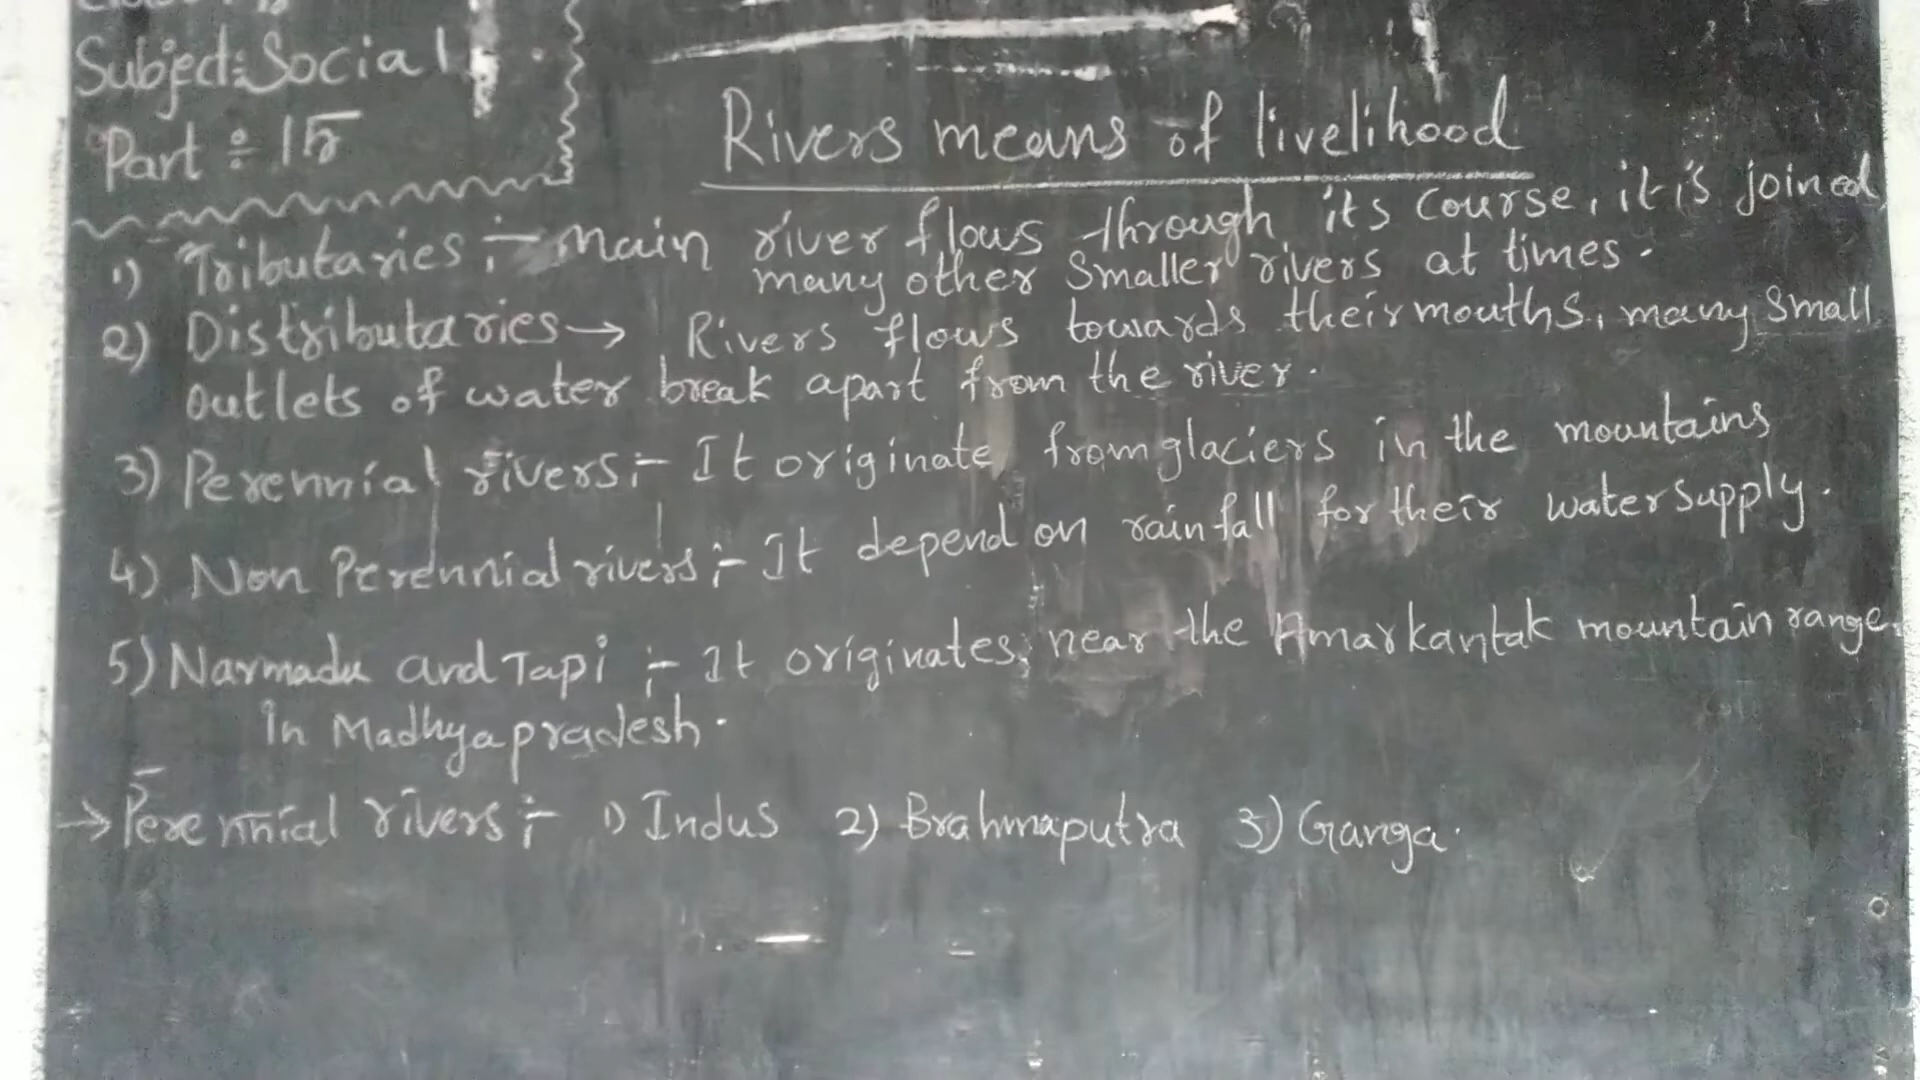 Subject: Social
Part : 15
Rivers means of livelihood
1) Tributaries :- main river flows through its course, it is joined
many other smaller rivers at times.
2) Distributaries → Rivers flows towards their mouths, many small
outlets of water break apart from the river.
3) Perennial rivers :- It originate from glaciers in the mountains
4) Non Perennial rivers :- It depend on rainfall for their water supply.
5) Narmada and Tapi :- It originates, near the Amarkantak mountain range.
in Madhyapradesh.
→ Perennial rivers :- 1) Indus 2) Brahmaputra 3) Ganga.